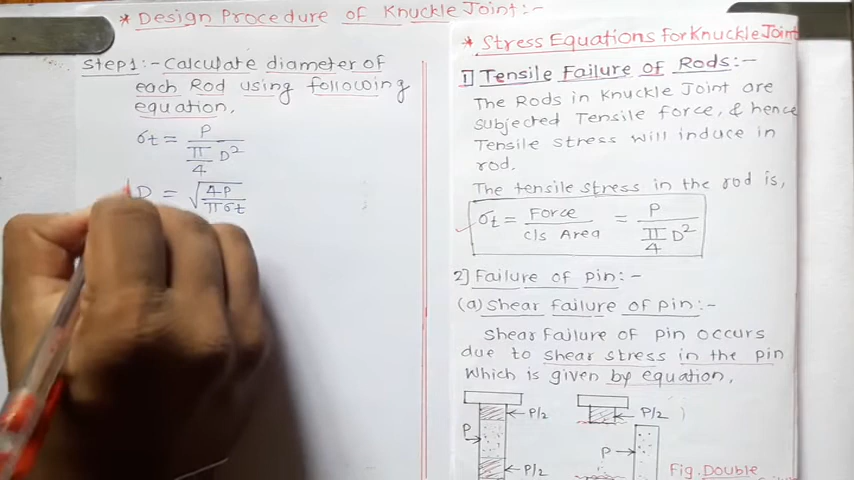 * Design Procedure of Knuckle Joint:-
Step1:- Calculate diameter of
each Rod using following
equation.
σt = P / (π/4 D²)
D = √(4P / πσt)
* Stress Equations for Knuckle Joint
1] Tensile Failure of Rods:-
The Rods in Knuckle Joint are
subjected Tensile force, & hence
Tensile stress will induce in
rod.
The tensile stress in the rod is,
σt = Force / c/s Area = P / (π/4 D²)
2] Failure of pin:-
(a) Shear failure of pin:-
Shear Failure of pin occurs
due to shear stress in the pin
which is given by equation,
P/2
P
P/2
P/2
P
Fig. Double